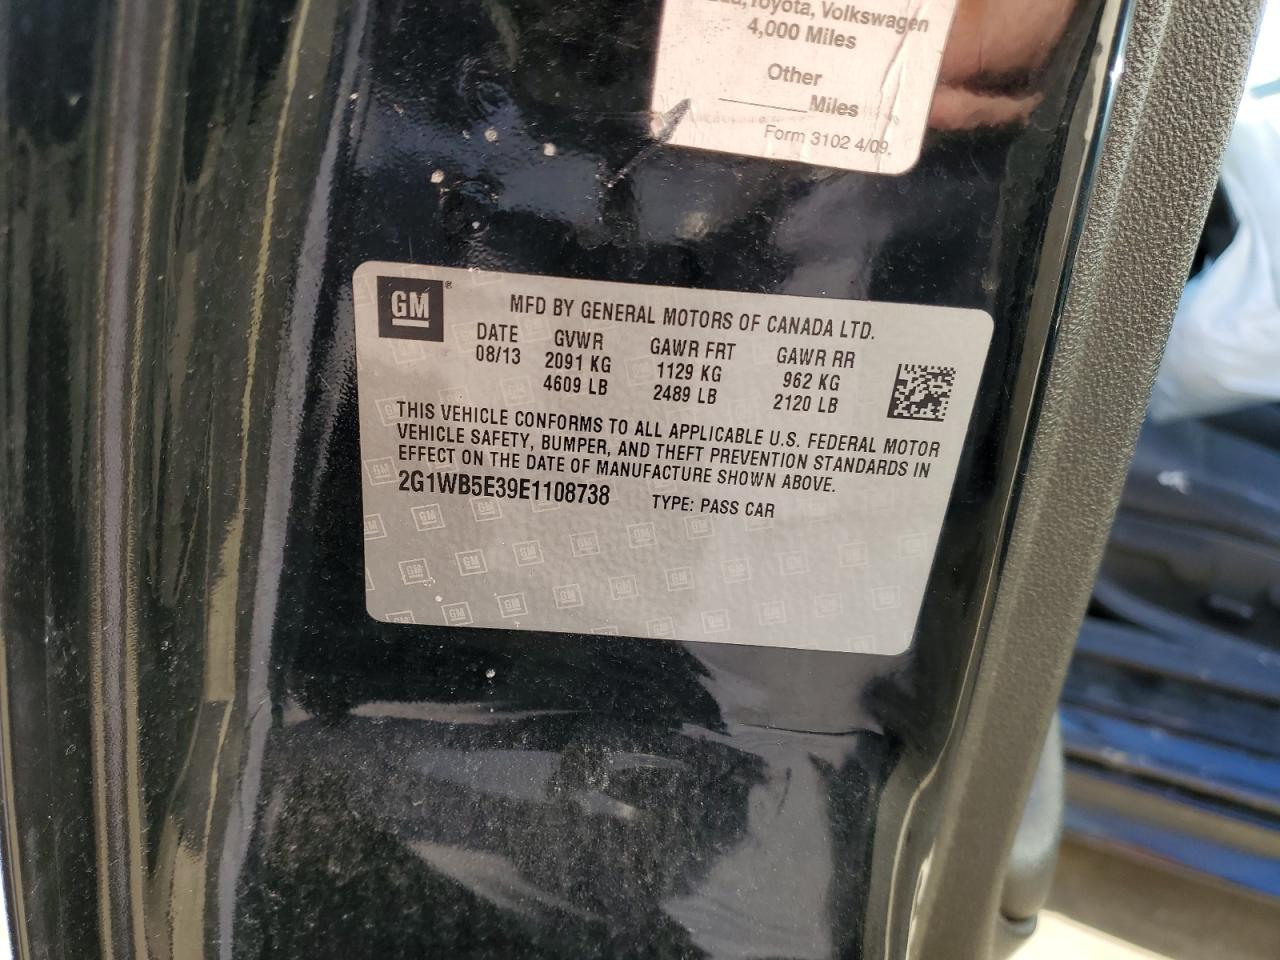 Toyota, Volkswagen
4,000 Miles
Other
________Miles
Form 3102 4/09.
GM®
MFD BY GENERAL MOTORS OF CANADA LTD.
DATE GVWR GAWR FRT GAWR RR
08/13 2091 KG 1129 KG 962 KG
4609 LB 2489 LB 2120 LB
THIS VEHICLE CONFORMS TO ALL APPLICABLE U.S. FEDERAL MOTOR
VEHICLE SAFETY, BUMPER, AND THEFT PREVENTION STANDARDS IN
EFFECT ON THE DATE OF MANUFACTURE SHOWN ABOVE.
2G1WB5E39E1108738 TYPE: PASS CAR